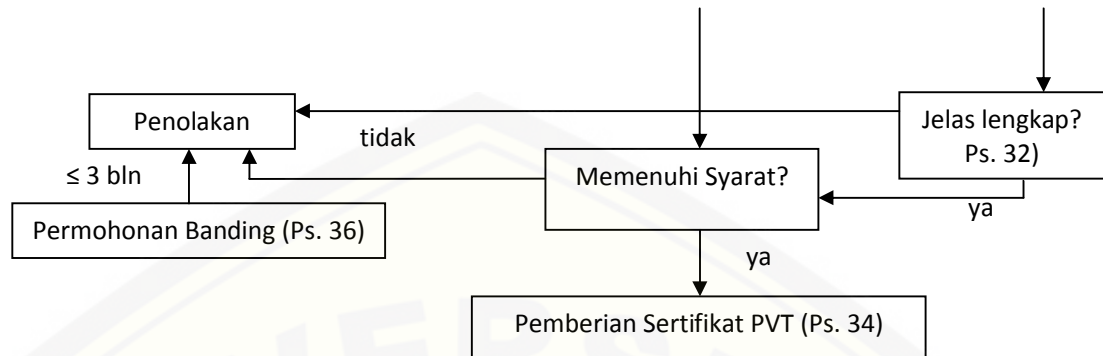 Penolakan
tidak
Jelas lengkap?
Ps. 32)
≤ 3 bln
Memenuhi Syarat?
ya
Permohonan Banding (Ps. 36)
ya
Pemberian Sertifikat PVT (Ps. 34)